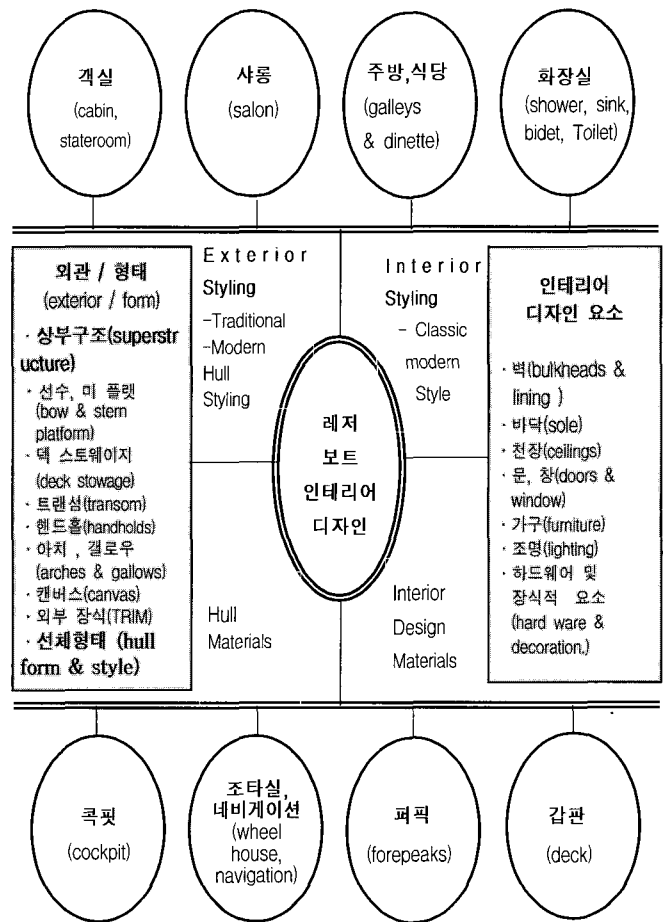 객실
(cabin,
stateroom)
샤롱
(salon)
주방,식당
(galleys
& dinette)
화장실
(shower, sink,
bidet, Toilet)
외관 / 형태
(exterior / form)
· 상부구조(superstr
ucture)
· 선수, 미 플랫
(bow & stern
platform)
· 덱 스토웨이지
(deck stowage)
· 트랜섬(transom)
· 헨드홀(handholds)
· 아치 , 갤로우
(arches & gallows)
· 캔버스(canvas)
· 외부 장식(TRIM)
· 선체형태 (hull
form & style)
Exterior
Styling
-Traditional
-Modern
Hull
Styling
Interior
Styling
- Classic
modern
Style
레저
보트
인테리어
디자인
Hull
Materials
Interior
Design
Materials
인테리어
디자인 요소
· 벽(bulkheads &
lining )
· 바닥(sole)
· 천장(ceilings)
· 문, 창(doors &
window)
· 가구(furniture)
· 조명(lighting)
· 하드웨어 및
장식적 요소
(hard ware &
decoration,)
콕핏
(cockpit)
조타실,
네비게이션
(wheel
house,
navigation)
퍼픽
(forepeaks)
갑판
(deck)